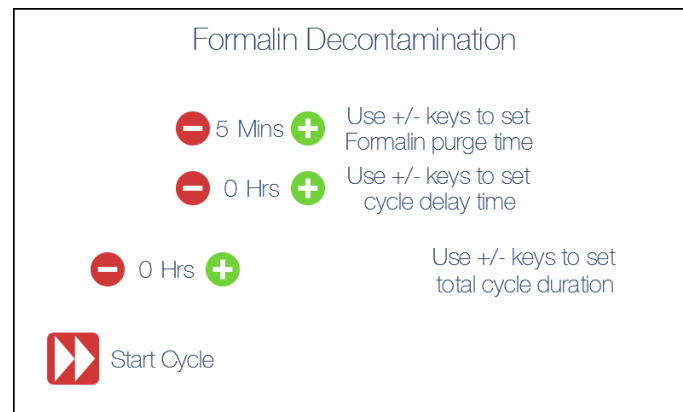 Formalin Decontamination
5 Mins
Use +/- keys to set
Formalin purge time
0 Hrs
Use +/- keys to set
cycle delay time
0 Hrs
Use +/- keys to set
total cycle duration
Start Cycle